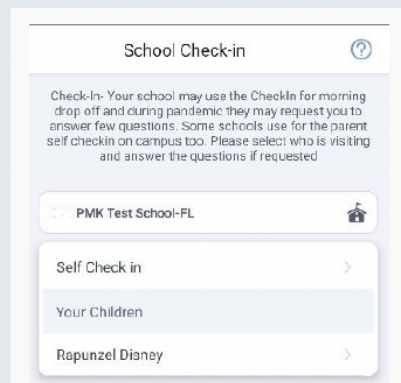 School Check-in
Check-In- Your school may use the CheckIn for morning
drop off and during pandemic they may request you to
answer few questions. Some schools use for the parent
self checkin on campus too. Please select who is visiting
and answer the questions if requested
PMK Test School-FL
Self Check in
Your Children
Rapunzel Disney